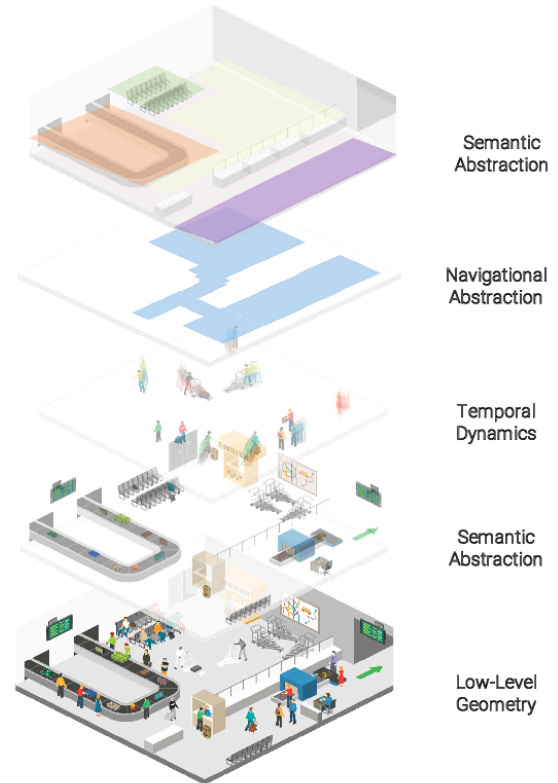 Semantic
Abstraction
Navigational
Abstraction
Temporal
Dynamics
Semantic
Abstraction
Low-Level
Geometry